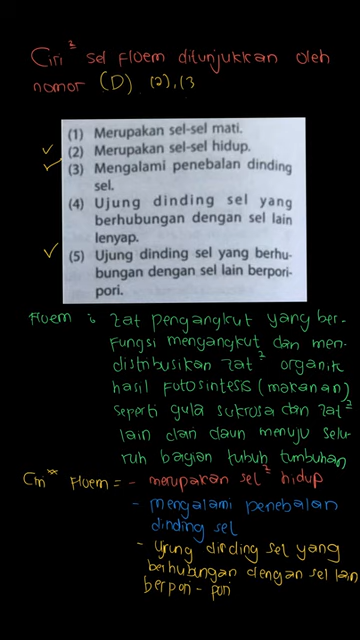 Ciri² sel Floem ditunjukkan oleh
nomor (D) (2), (3
(1) Merupakan sel-sel mati.
(2) Merupakan sel-sel hidup.
(3) Mengalami penebalan dinding
sel.
(4) Ujung dinding sel yang
berhubungan dengan sel lain
lenyap.
(5) Ujung dinding sel yang berhu-
bungan dengan sel lain berpori-
pori.
Floem : zat pengangkut yang ber-
fungsi mengangkut dan men-
distribusikan zat² organik
hasil Fotosintesis (makanan)
seperti gula sukrosa dan zat²
lain dari daun menuju selu-
ruh bagian tubuh tumbuhan
Ciri" Floem = - merupakan sel² hidup
- mengalami penebalan
dinding sel
- Ujung dinding sel yang
berhubungan dengan sel lain
berpori-pori